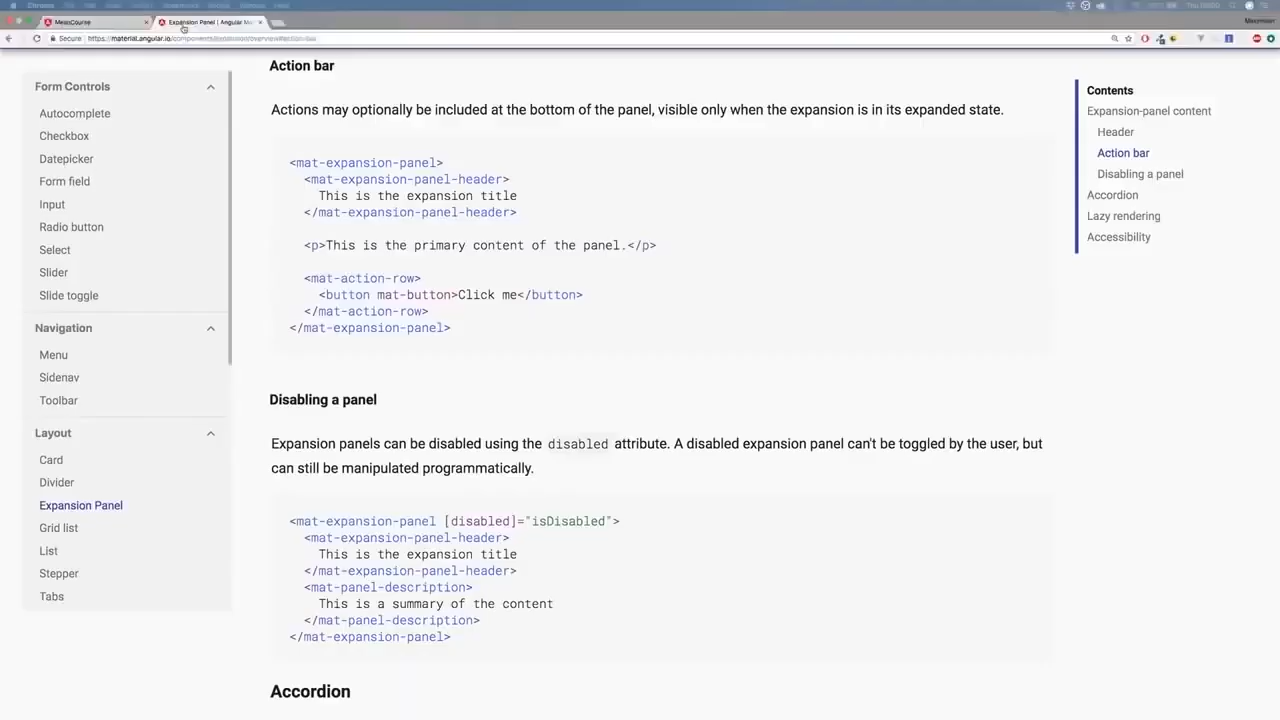 MeanCourse
Expansion Panel | Angular Ma
Secure
Form Controls
Autocomplete
Checkbox
Datepicker
Form field
Input
Radio button
Select
Slider
Slide toggle
Navigation
Menu
Sidenav
Toolbar
Layout
Card
Divider
Expansion Panel
Grid list
List
Stepper
Tabs
Action bar
Actions may optionally be included at the bottom of the panel, visible only when the expansion is in its expanded state.
<mat-expansion-panel>
<mat-expansion-panel-header>
This is the expansion title
</mat-expansion-panel-header>
<p>This is the primary content of the panel.</p>
<mat-action-row>
<button mat-button>Click me</button>
</mat-action-row>
</mat-expansion-panel>
Disabling a panel
Expansion panels can be disabled using the disabled attribute. A disabled expansion panel can't be toggled by the user, but
can still be manipulated programmatically.
<mat-expansion-panel [disabled]="isDisabled">
<mat-expansion-panel-header>
This is the expansion title
</mat-expansion-panel-header>
<mat-panel-description>
This is a summary of the content
</mat-panel-description>
</mat-expansion-panel>
Accordion
Contents
Expansion-panel content
Header
Action bar
Disabling a panel
Accordion
Lazy rendering
Accessibility